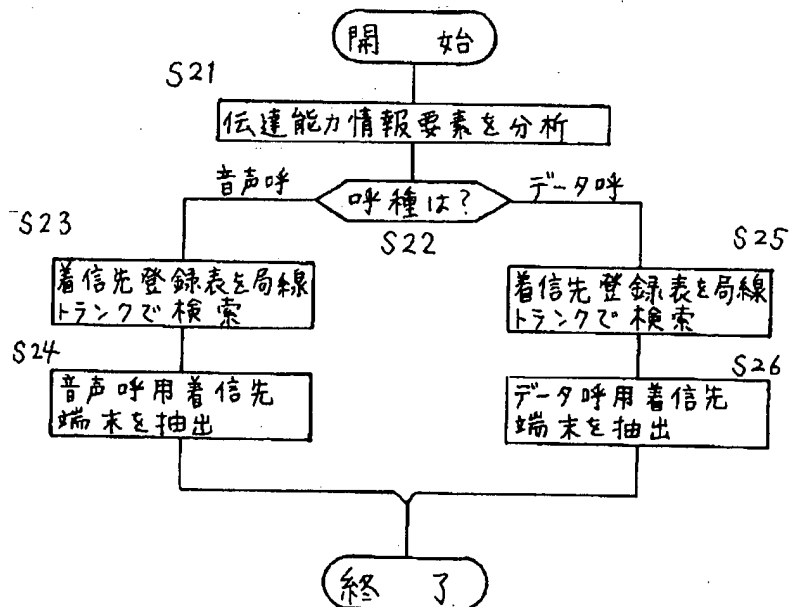 開 始
S21
伝達能力情報要素を分析
音声呼
呼種は?
データ呼
S22
S23
着信先登録表を局線
トランクで検索
S24
音声呼用着信先
端末を抽出
S25
着信先登録表を局線
トランクで検索
S26
データ呼用着信先
端末を抽出
終 了